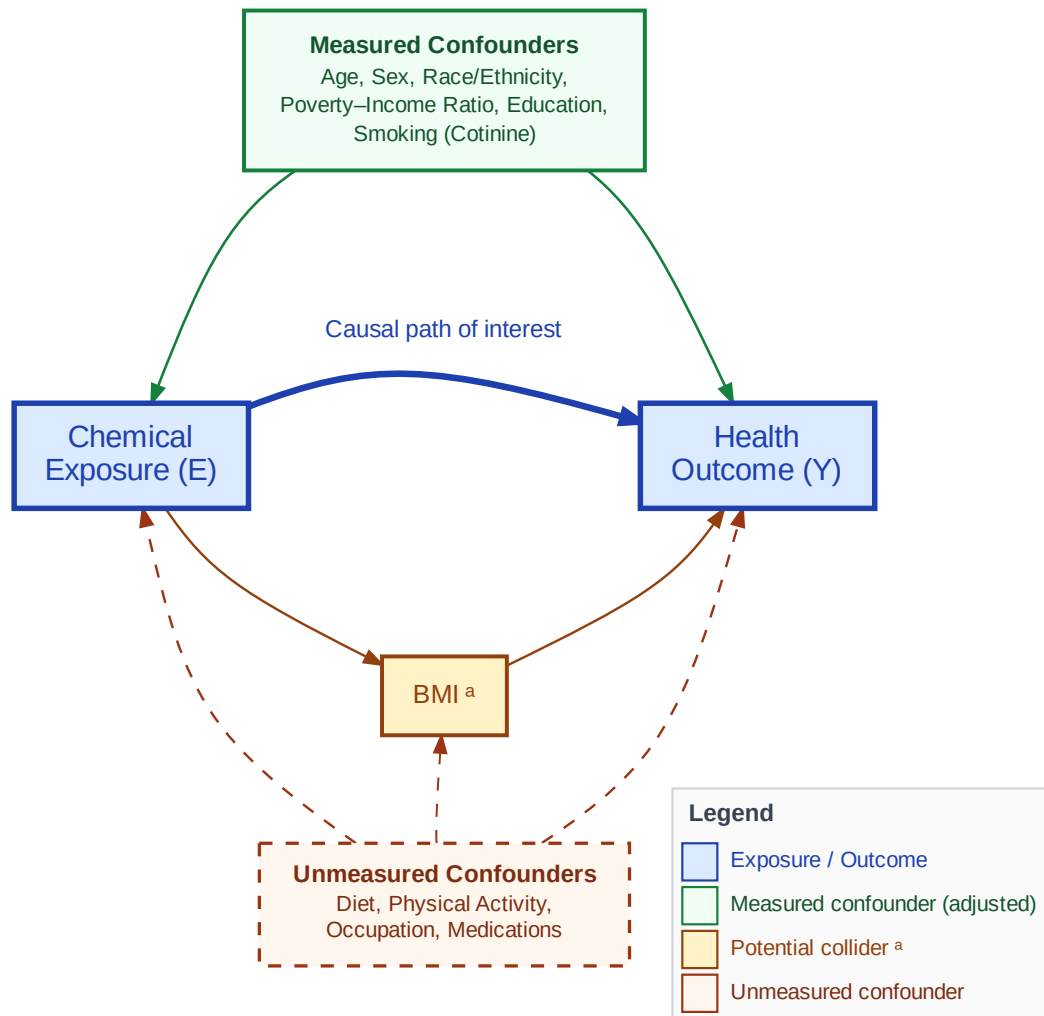 Measured Confounders
Age, Sex, Race/Ethnicity,
Poverty–Income Ratio, Education,
Smoking (Cotinine)
Causal path of interest
Chemical
Exposure (E)
Health
Outcome (Y)
BMI ᵃ
Unmeasured Confounders
Diet, Physical Activity,
Occupation, Medications
Legend
Exposure / Outcome
Measured confounder (adjusted)
Potential collider ᵃ
Unmeasured confounder